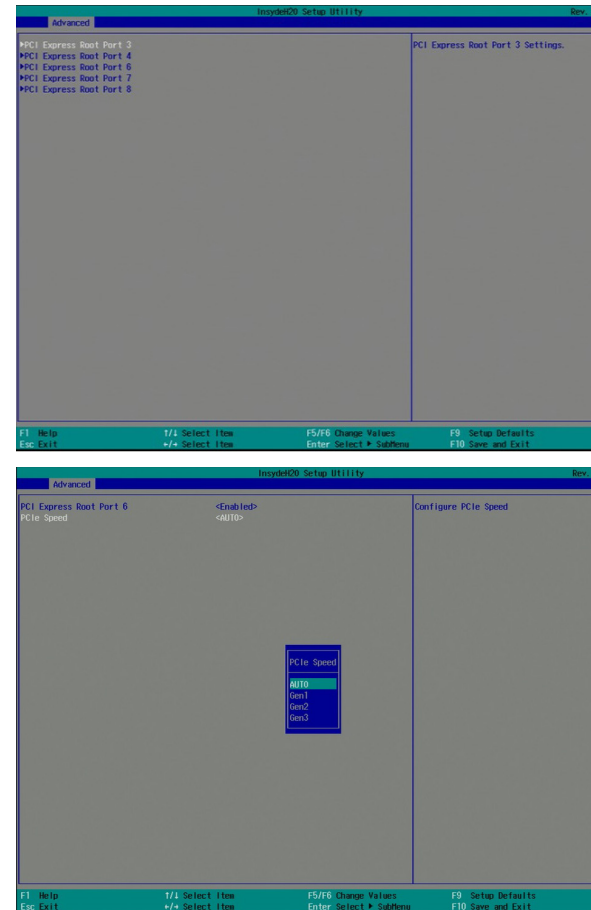 InsydeH20 Setup Utility Rev.
Advanced
▶PCI Express Root Port 3
▶PCI Express Root Port 4
▶PCI Express Root Port 6
▶PCI Express Root Port 7
▶PCI Express Root Port 8
PCI Express Root Port 3 Settings.
F1 Help ↑/↓ Select Item F5/F6 Change Values F9 Setup Defaults
Esc Exit ←/→ Select Item Enter Select ▶ SubMenu F10 Save and Exit
InsydeH20 Setup Utility Rev.
Advanced
PCI Express Root Port 6 <Enabled>
PCIe Speed <AUTO>
Configure PCIe Speed
PCIe Speed
AUTO
Gen1
Gen2
Gen3
F1 Help ↑/↓ Select Item F5/F6 Change Values F9 Setup Defaults
Esc Exit ←/→ Select Item Enter Select ▶ SubMenu F10 Save and Exit